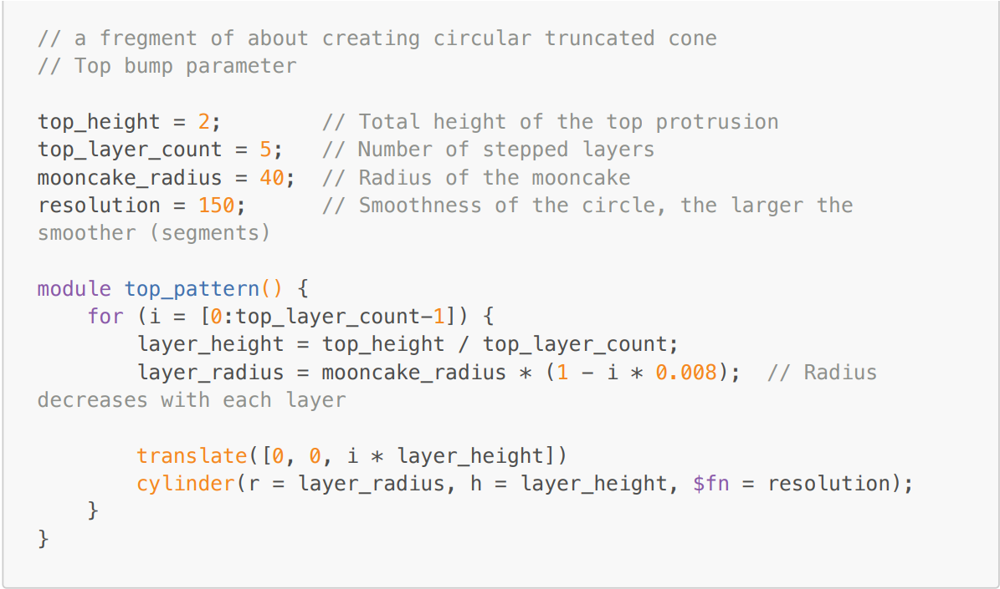 // a fregment of about creating circular truncated cone
// Top bump parameter
top_height = 2;        // Total height of the top protrusion
top_layer_count = 5;   // Number of stepped layers
mooncake_radius = 40;  // Radius of the mooncake
resolution = 150;      // Smoothness of the circle, the larger the
smoother (segments)
module top_pattern() {
    for (i = [0:top_layer_count-1]) {
        layer_height = top_height / top_layer_count;
        layer_radius = mooncake_radius * (1 - i * 0.008);  // Radius
decreases with each layer
        translate([0, 0, i * layer_height])
        cylinder(r = layer_radius, h = layer_height, $fn = resolution);
    }
}